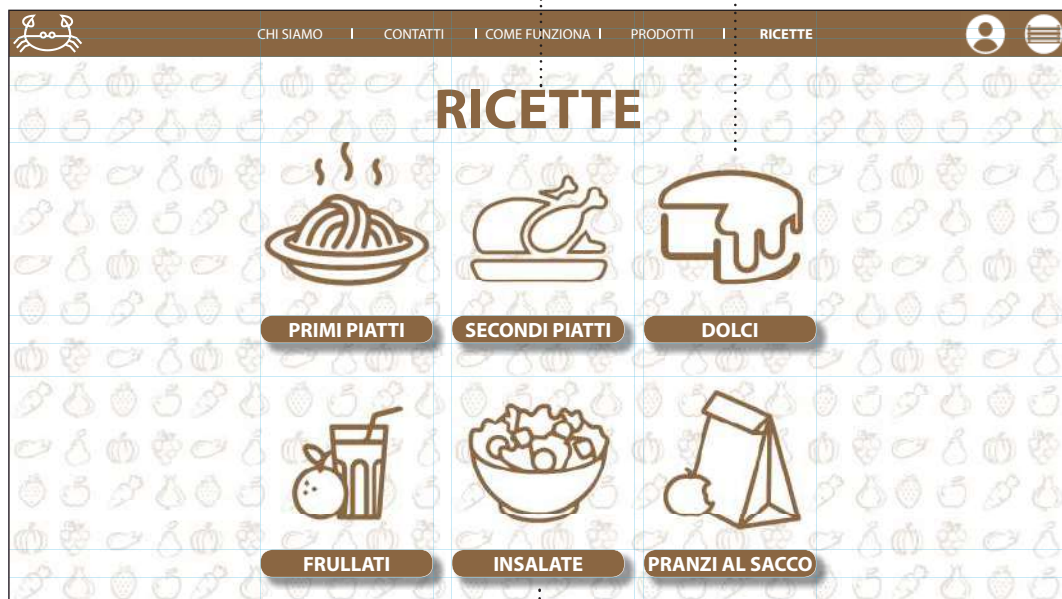 CHI SIAMO I CONTATTI I COME FUNZIONA I PRODOTTI I RICETTE
RICETTE
PRIMI PIATTI SECONDI PIATTI DOLCI
FRULLATI INSALATE PRANZI AL SACCO